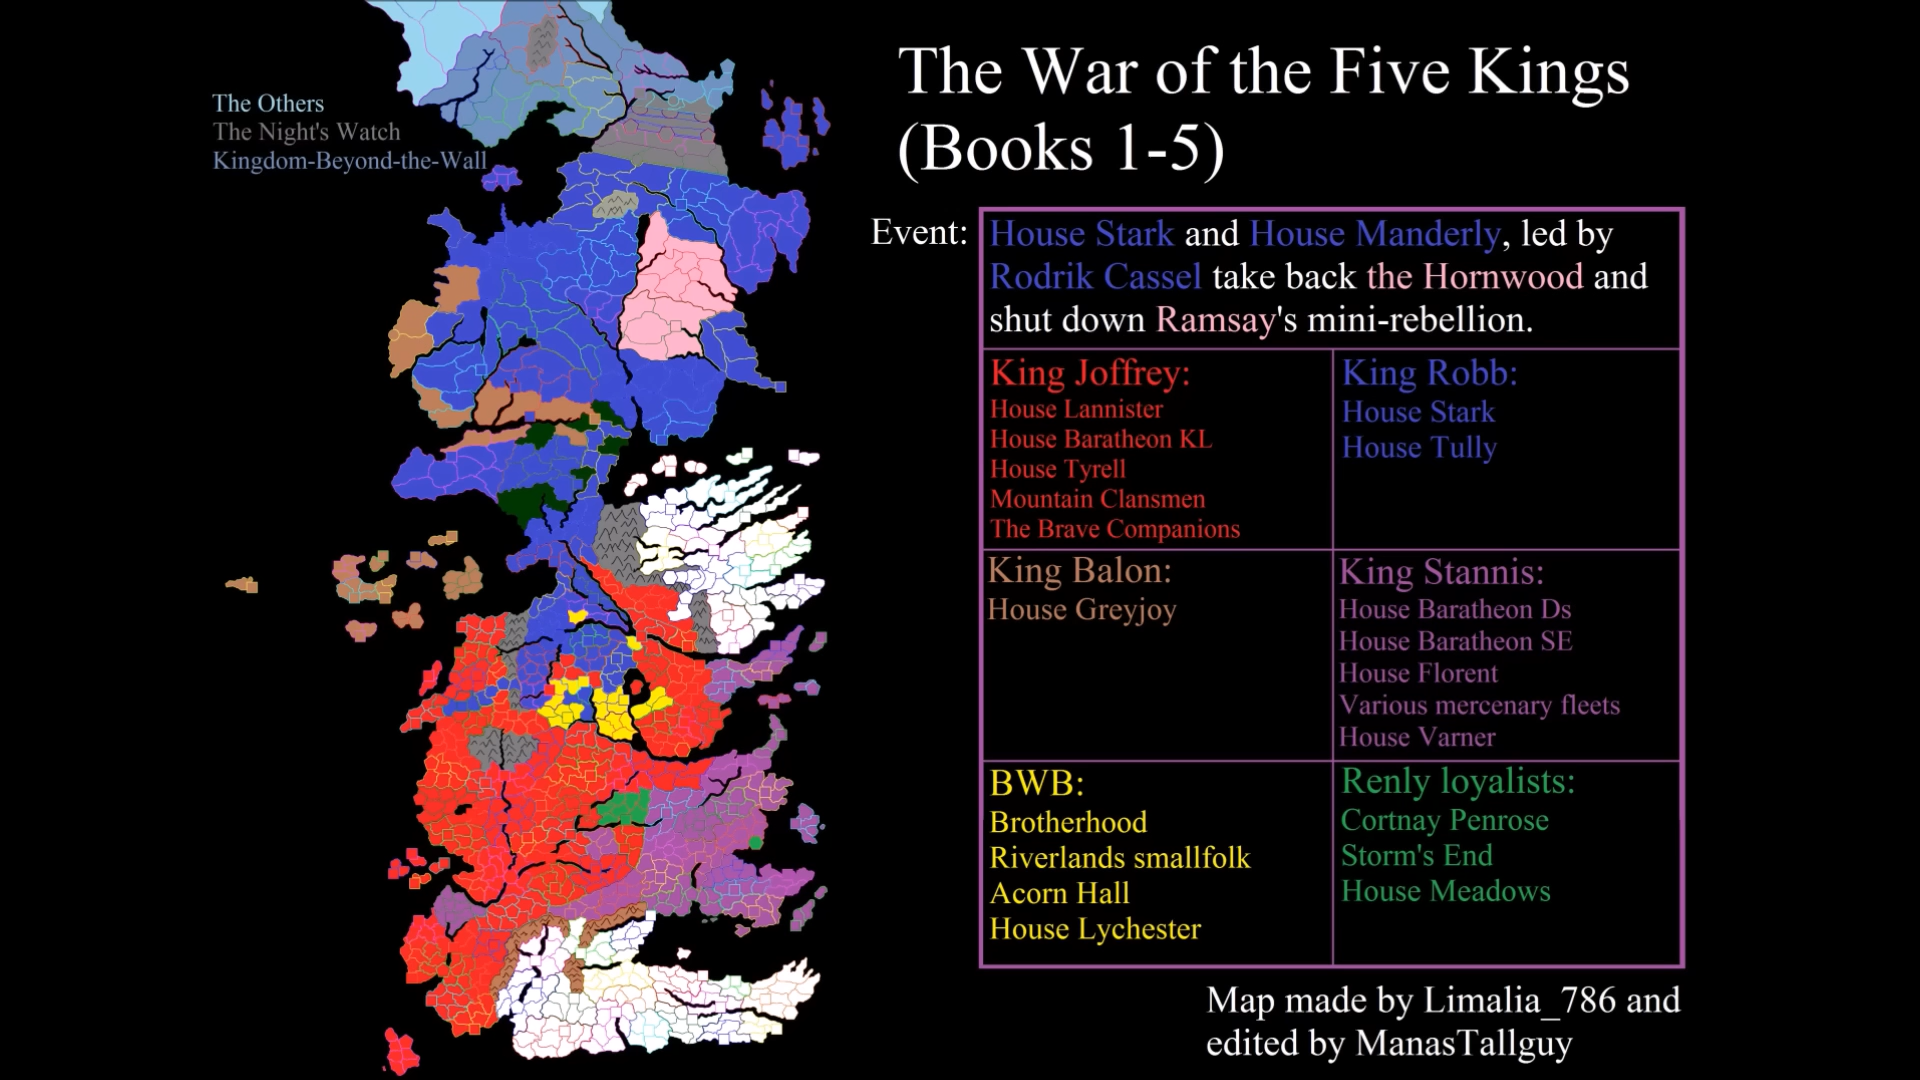 The War of the Five Kings
(Books 1-5)
The Others
The Night's Watch
Kingdom-Beyond-the-Wall
Event:
House Stark and House Manderly, led by
Rodrik Cassel take back the Hornwood and
shut down Ramsay's mini-rebellion.
King Joffrey:
House Lannister
House Baratheon KL
House Tyrell
Mountain Clansmen
The Brave Companions
King Robb:
House Stark
House Tully
King Balon:
House Greyjoy
King Stannis:
House Baratheon Ds
House Baratheon SE
House Florent
Various mercenary fleets
House Varner
BWB:
Brotherhood
Riverlands smallfolk
Acorn Hall
House Lychester
Renly loyalists:
Cortnay Penrose
Storm's End
House Meadows
Map made by Limalia_786 and
edited by ManasTallguy